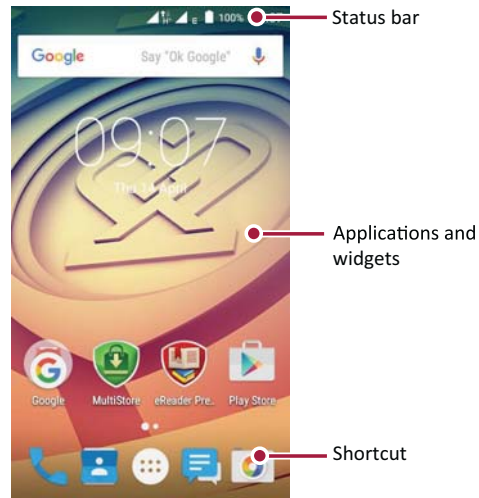 E 100%
Status bar
Google Say "Ok Google"
09:07
Thu 14 April
Applications and
widgets
Google MultiStore eReader Pre.. Play Store
Shortcut